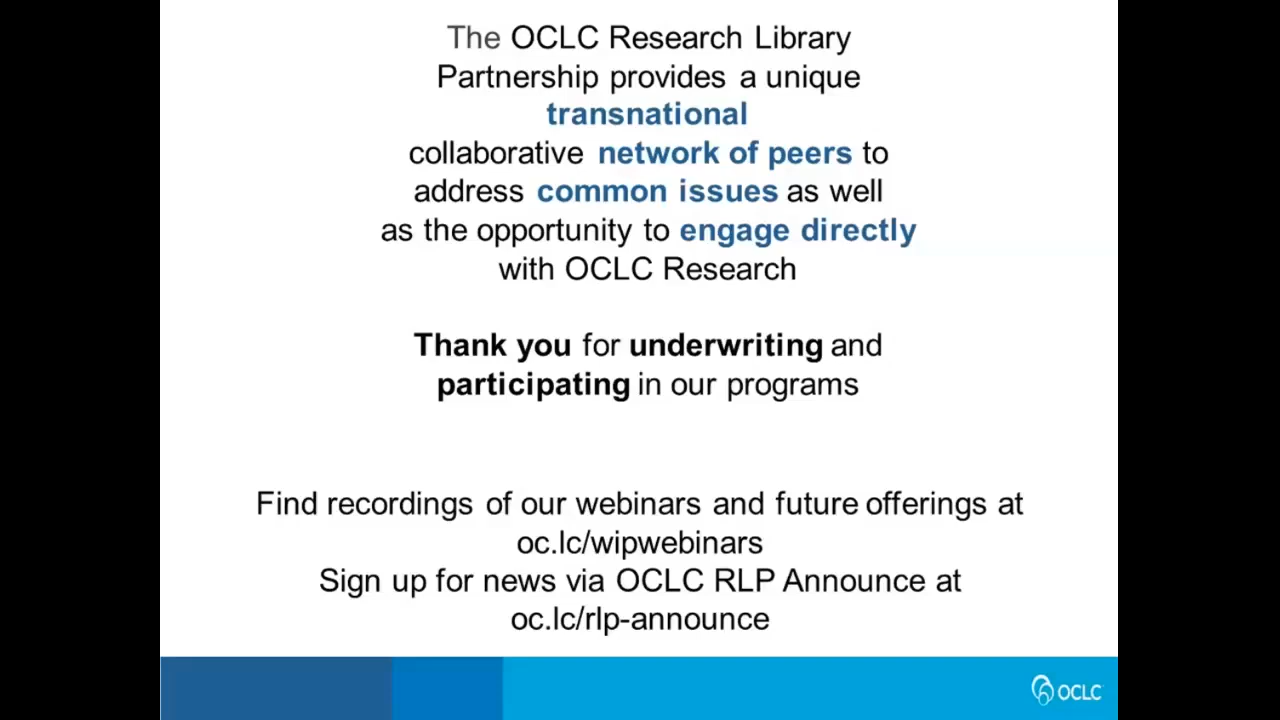 The OCLC Research Library
Partnership provides a unique
transnational
collaborative network of peers to
address common issues as well
as the opportunity to engage directly
with OCLC Research
Thank you for underwriting and
participating in our programs
Find recordings of our webinars and future offerings at
oc.lc/wipwebinars
Sign up for news via OCLC RLP Announce at
oc.lc/rlp-announce
OCLC